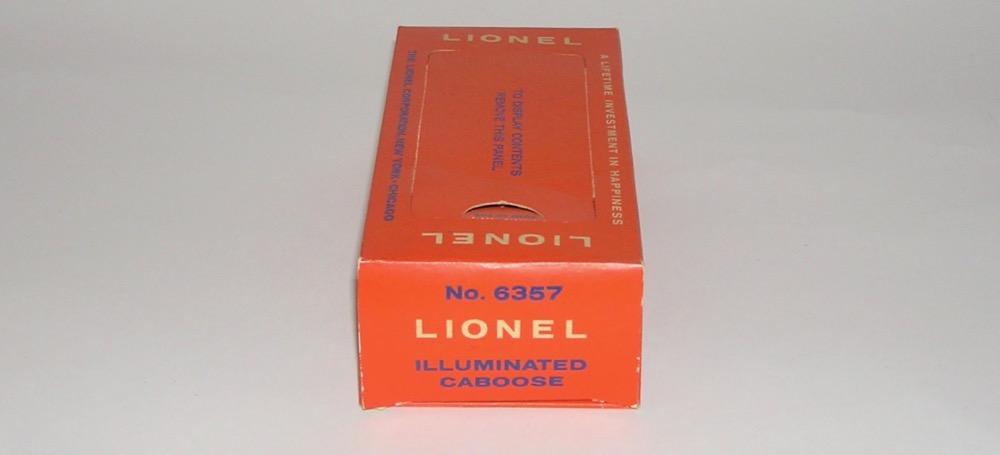 LIONEL
THE LIONEL CORPORATION, NEW YORK • CHICAGO
TO DISPLAY CONTENTS
REMOVE THIS PANEL
A LIFETIME INVESTMENT IN HAPPINESS
LIONEL
No. 6357
LIONEL
ILLUMINATED
CABOOSE